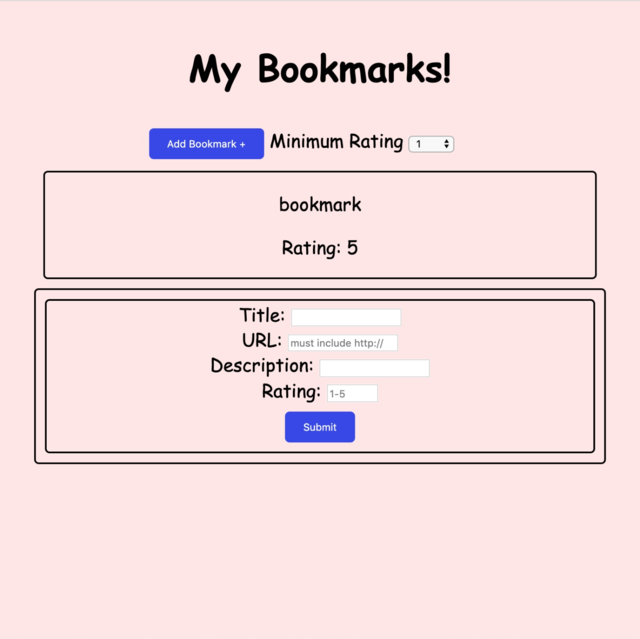 My Bookmarks!
Add Bookmark + Minimum Rating 1
bookmark
Rating: 5
Title:
URL: must include http://
Description:
Rating: 1-5
Submit